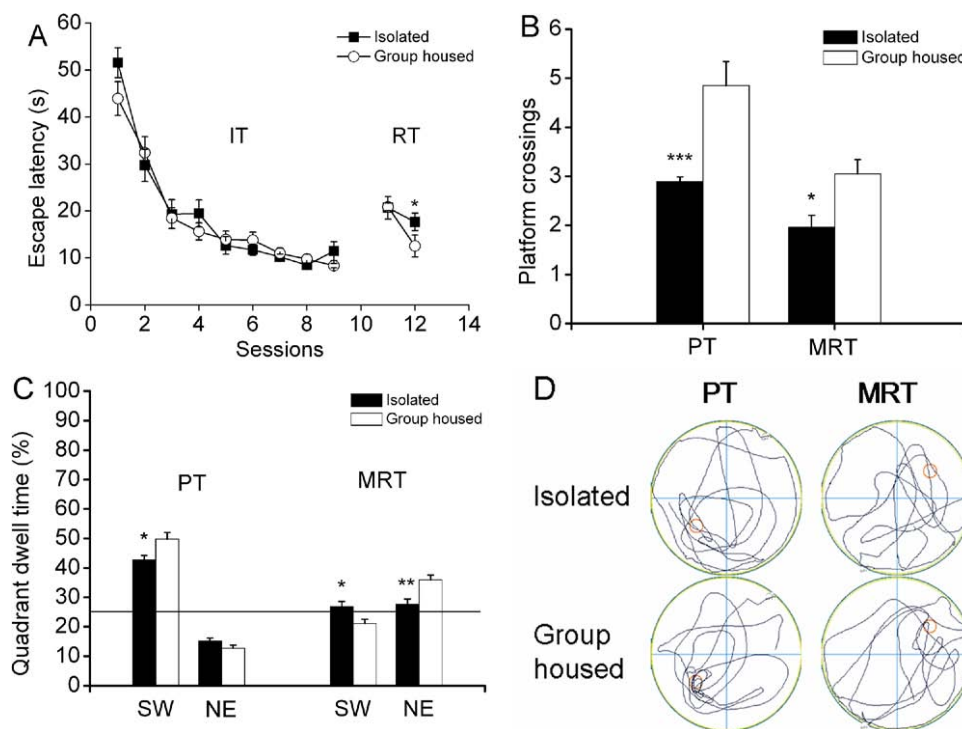 A
Isolated
Group housed
IT
RT
*
Escape latency (s)
60
50
40
30
20
10
0
0 2 4 6 8 10 12 14
Sessions
B
Isolated
Group housed
***
*
Platform crossings
6
5
4
3
2
1
0
PT MRT
C
Isolated
Group housed
PT MRT
*
*
**
Quadrant dwell time (%)
100
90
80
70
60
50
40
30
20
10
0
SW NE SW NE
D
PT MRT
Isolated
Group
housed